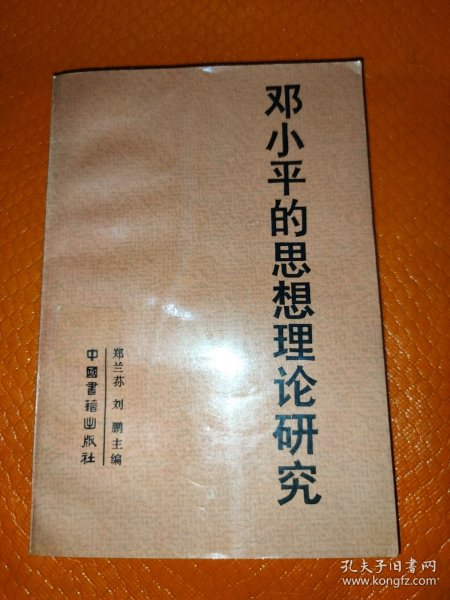 邓小平的思想理论研究
郑兰荪 刘鹏主编
中國書籍出版社
孔夫子旧书网
www.kongfz.com